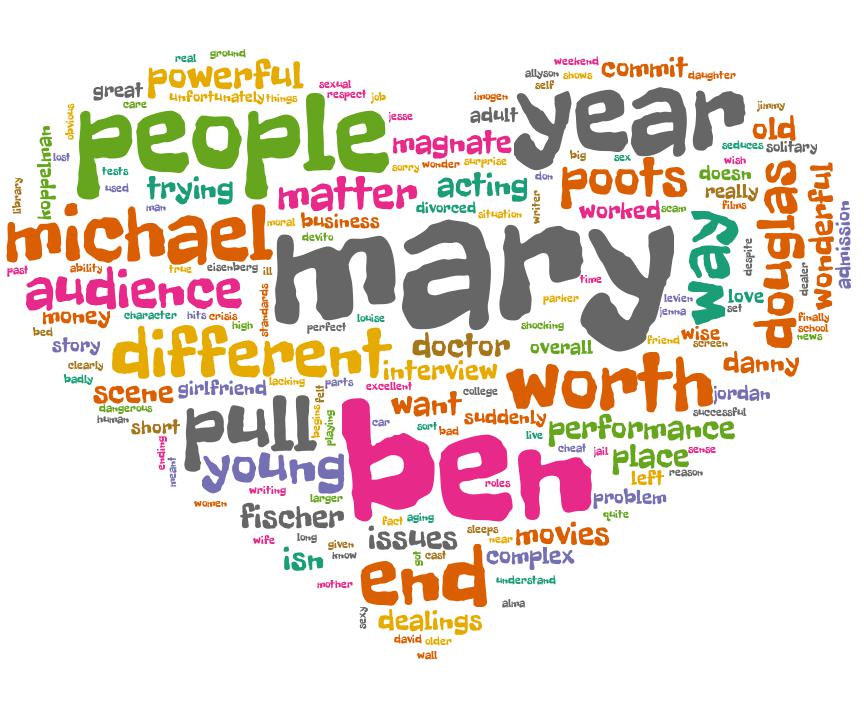 real
ground
powerful
great
unfortunately
things
sexual
respect
job
care
weekend
allyson
shows
commit
daughter
self
imogen
adult
year
people
obvious
jesse
magnate
jimmy
old
seduces
solitary
koppelman
lost
tests
used
trying
sorry
wonder
surprise
big
sex
wish
library
man
matter
acting
don
poots
doesn
really
films
douglas
wonderful
admission
michael
moral
business
divorced
situation
writer
worked
scam
devito
mary
way
despite
dealer
past
ability
true
eisenberg
ill
audience
standards
time
parker
levien
jenna
love
set
money
character
hits
crisis
high
perfect
louise
shocking
finally
school
news
bed
story
different
doctor
overall
friend
wise
screen
clearly
badly
interview
danny
scene
girlfriend
lacking
felt
parts
excellent
college
worth
jordan
dangerous
human
short
pull
begins
playing
car
want
sort
bad
suddenly
successful
live
performance
ending
meant
young
ben
cheat
jail
place
sense
left
reason
writing
larger
roles
problem
women
fischer
fact
aging
quite
wife
long
given
know
issues
sleeps
near
movies
isn
got
cast
complex
mother
end
understand
sexy
alma
dealings
david
older
wall